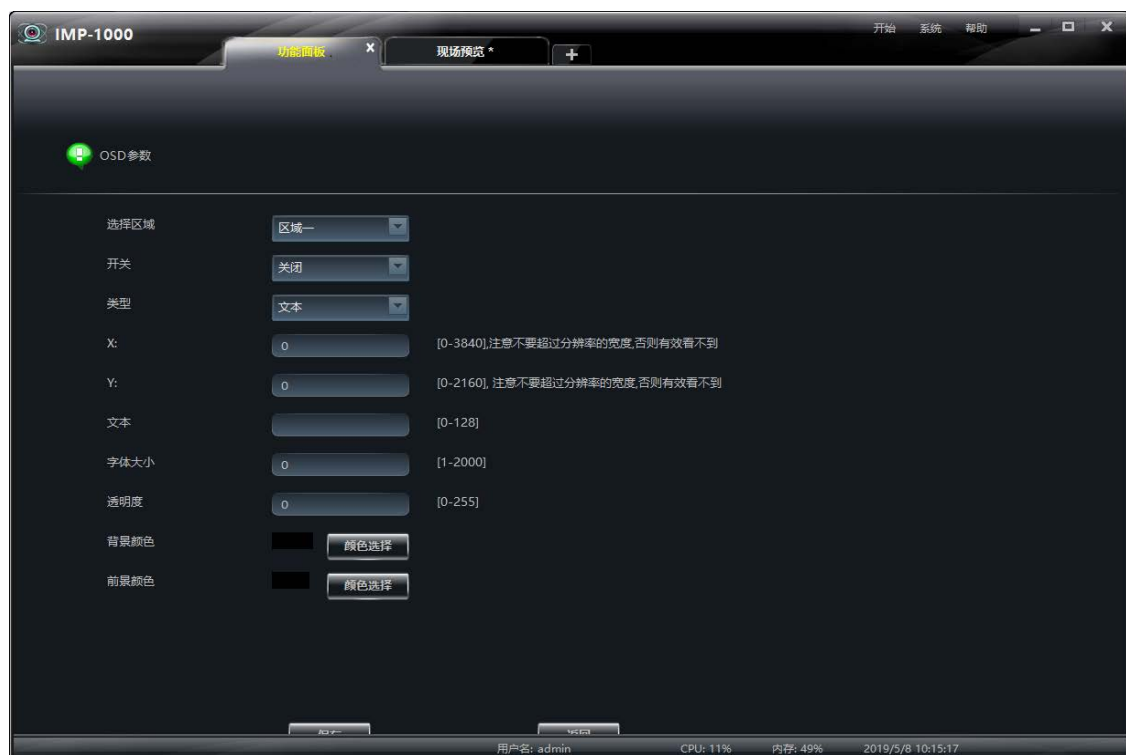 IMP-1000
开始 系统 帮助
功能面板 x 现场预览 * +
OSD参数
选择区域 区域一
开关 关闭
类型 文本
X: 0 [0-3840],注意不要超过分辨率的宽度,否则有效看不到
Y: 0 [0-2160], 注意不要超过分辨率的宽度,否则有效看不到
文本 [0-128]
字体大小 0 [1-2000]
透明度 0 [0-255]
背景颜色 颜色选择
前景颜色 颜色选择
保存 返回
用户名: admin CPU: 11% 内存: 49% 2019/5/8 10:15:17